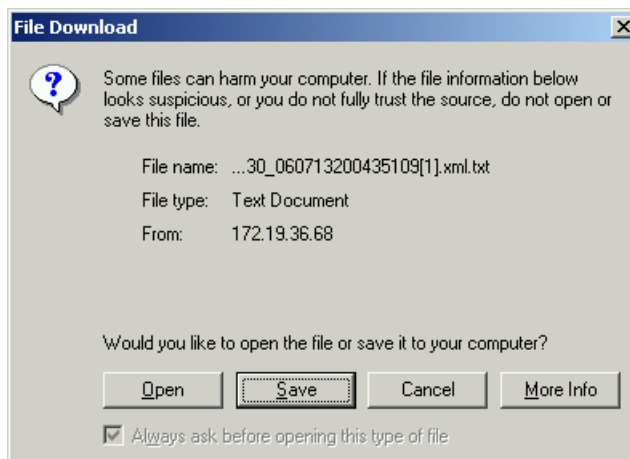 File Download
Some files can harm your computer. If the file information below
looks suspicious, or you do not fully trust the source, do not open or
save this file.
File name: ...30_060713200435109[1].xml.txt
File type: Text Document
From: 172.19.36.68
Would you like to open the file or save it to your computer?
Open Save Cancel More Info
Always ask before opening this type of file